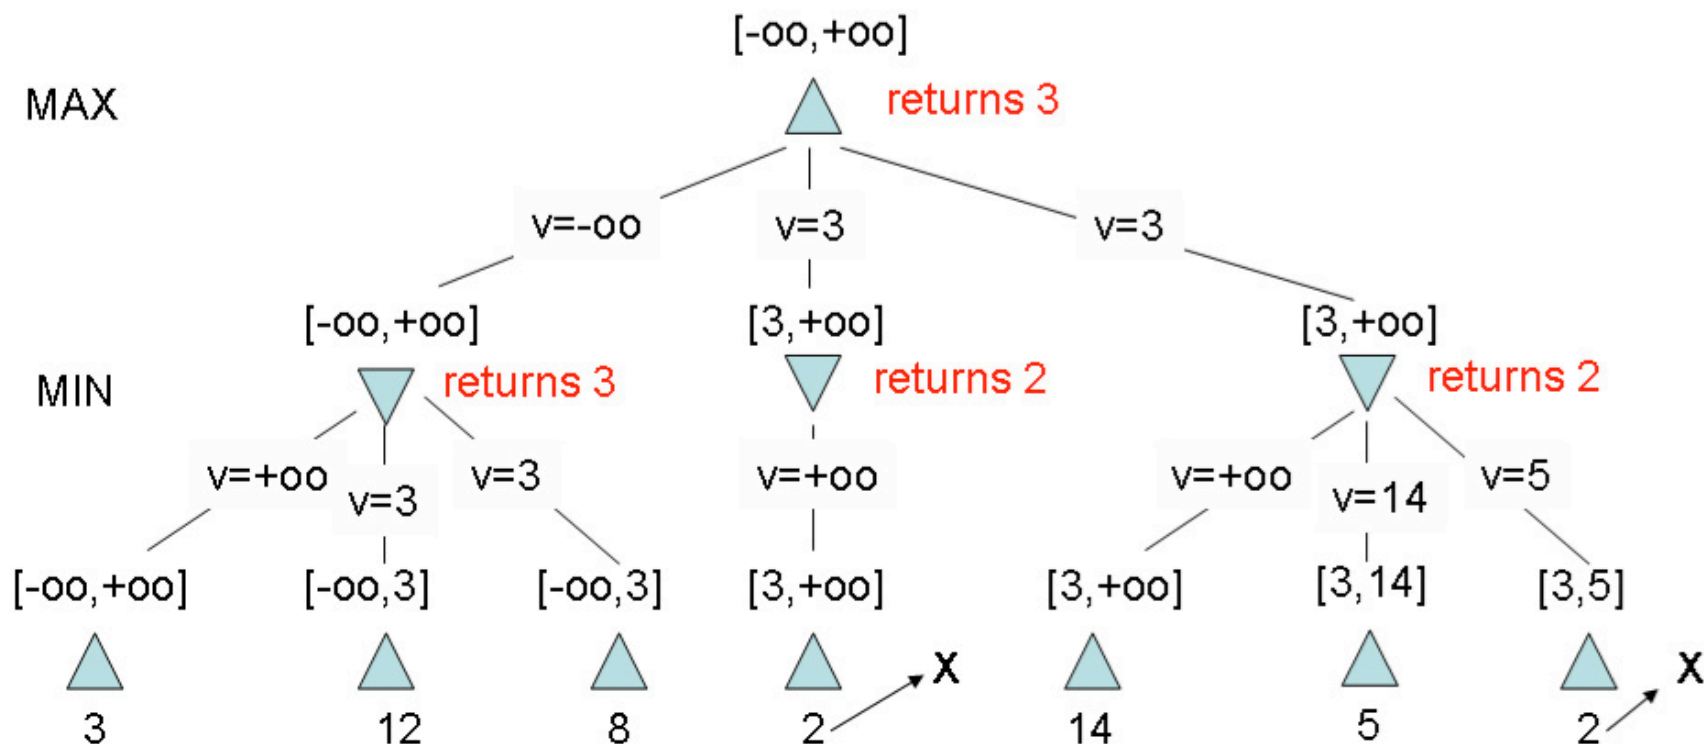 [-oo,+oo]
MAX returns 3
v=-oo v=3 v=3
[-oo,+oo] [3,+oo] [3,+oo]
MIN returns 3 returns 2 returns 2
v=+oo v=3 v=3 v=+oo v=+oo v=14 v=5
[-oo,+oo] [-oo,3] [-oo,3] [3,+oo] [3,+oo] [3,14] [3,5]
X X
3 12 8 2 14 5 2